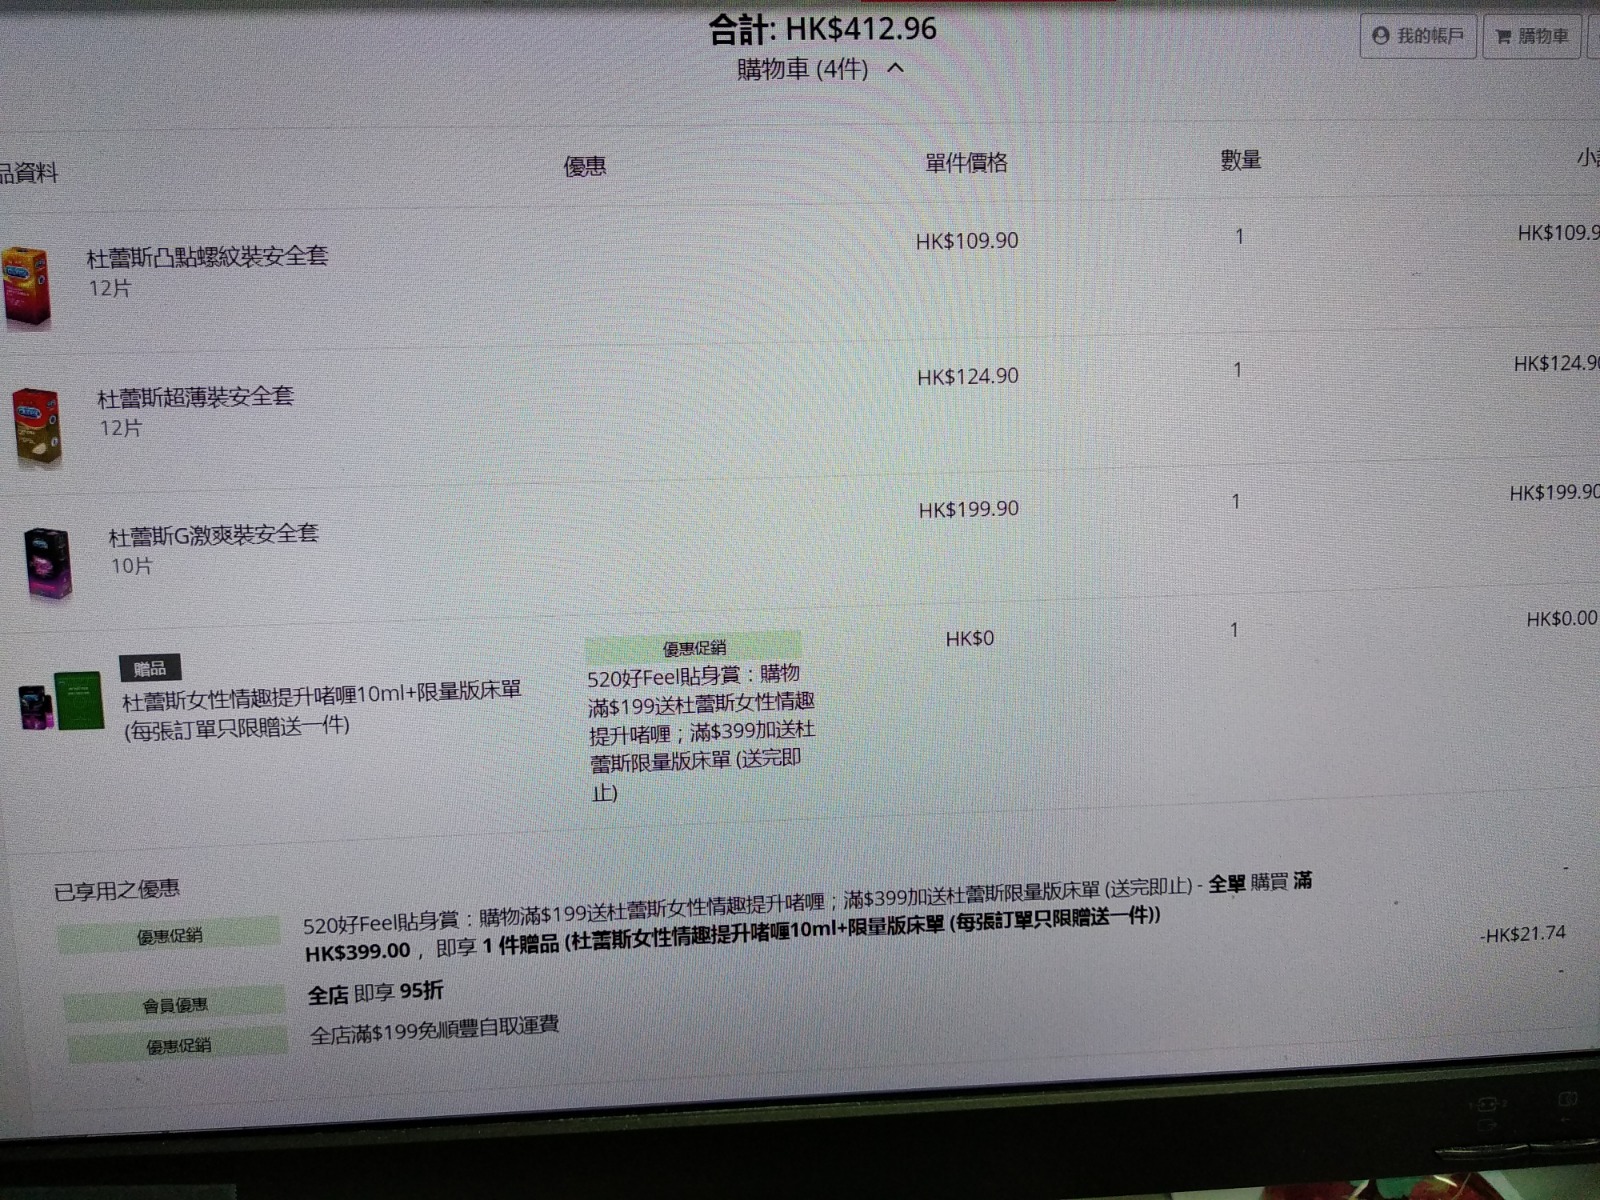 合計: HK$412.96
購物車 (4件)
我的帳戶
購物車
品資料
優惠
單件價格
數量
小
杜蕾斯凸點螺紋裝安全套
12片
HK$109.90
1
HK$109.9
杜蕾斯超薄裝安全套
12片
HK$124.90
1
HK$124.90
杜蕾斯G激爽裝安全套
10片
HK$199.90
1
HK$199.90
贈品
杜蕾斯女性情趣提升啫喱10ml+限量版床單
(每張訂單只限贈送一件)
優惠促銷
520好Feel貼身賞：購物
滿$199送杜蕾斯女性情趣
提升啫喱；滿$399加送杜
蕾斯限量版床單 (送完即
止)
HK$0
1
HK$0.00
已享用之優惠
優惠促銷
520好Feel貼身賞：購物滿$199送杜蕾斯女性情趣提升啫喱；滿$399加送杜蕾斯限量版床單 (送完即止) - 全單 購買 滿
HK$399.00 ， 即享 1 件贈品 (杜蕾斯女性情趣提升啫喱10ml+限量版床單 (每張訂單只限贈送一件))
-
會員優惠
全店 即享 95折
-HK$21.74
優惠促銷
全店滿$199免順豐自取運費
-